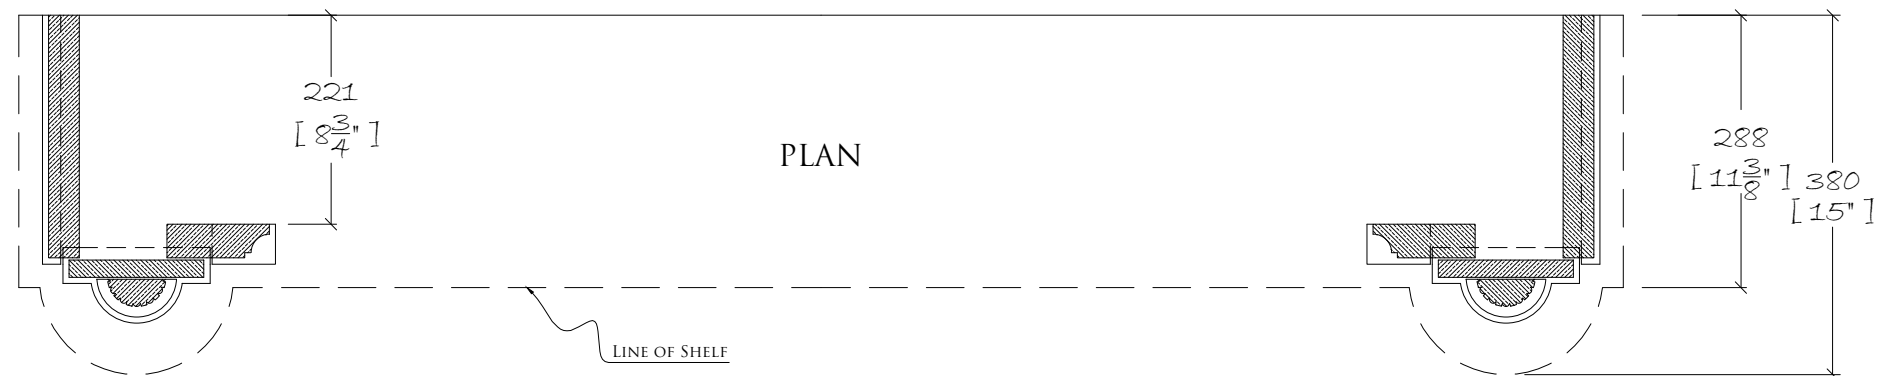 221
[ 8 3/4" ]
PLAN
288
[ 11 3/8" ]
380
[ 15" ]
LINE OF SHELF